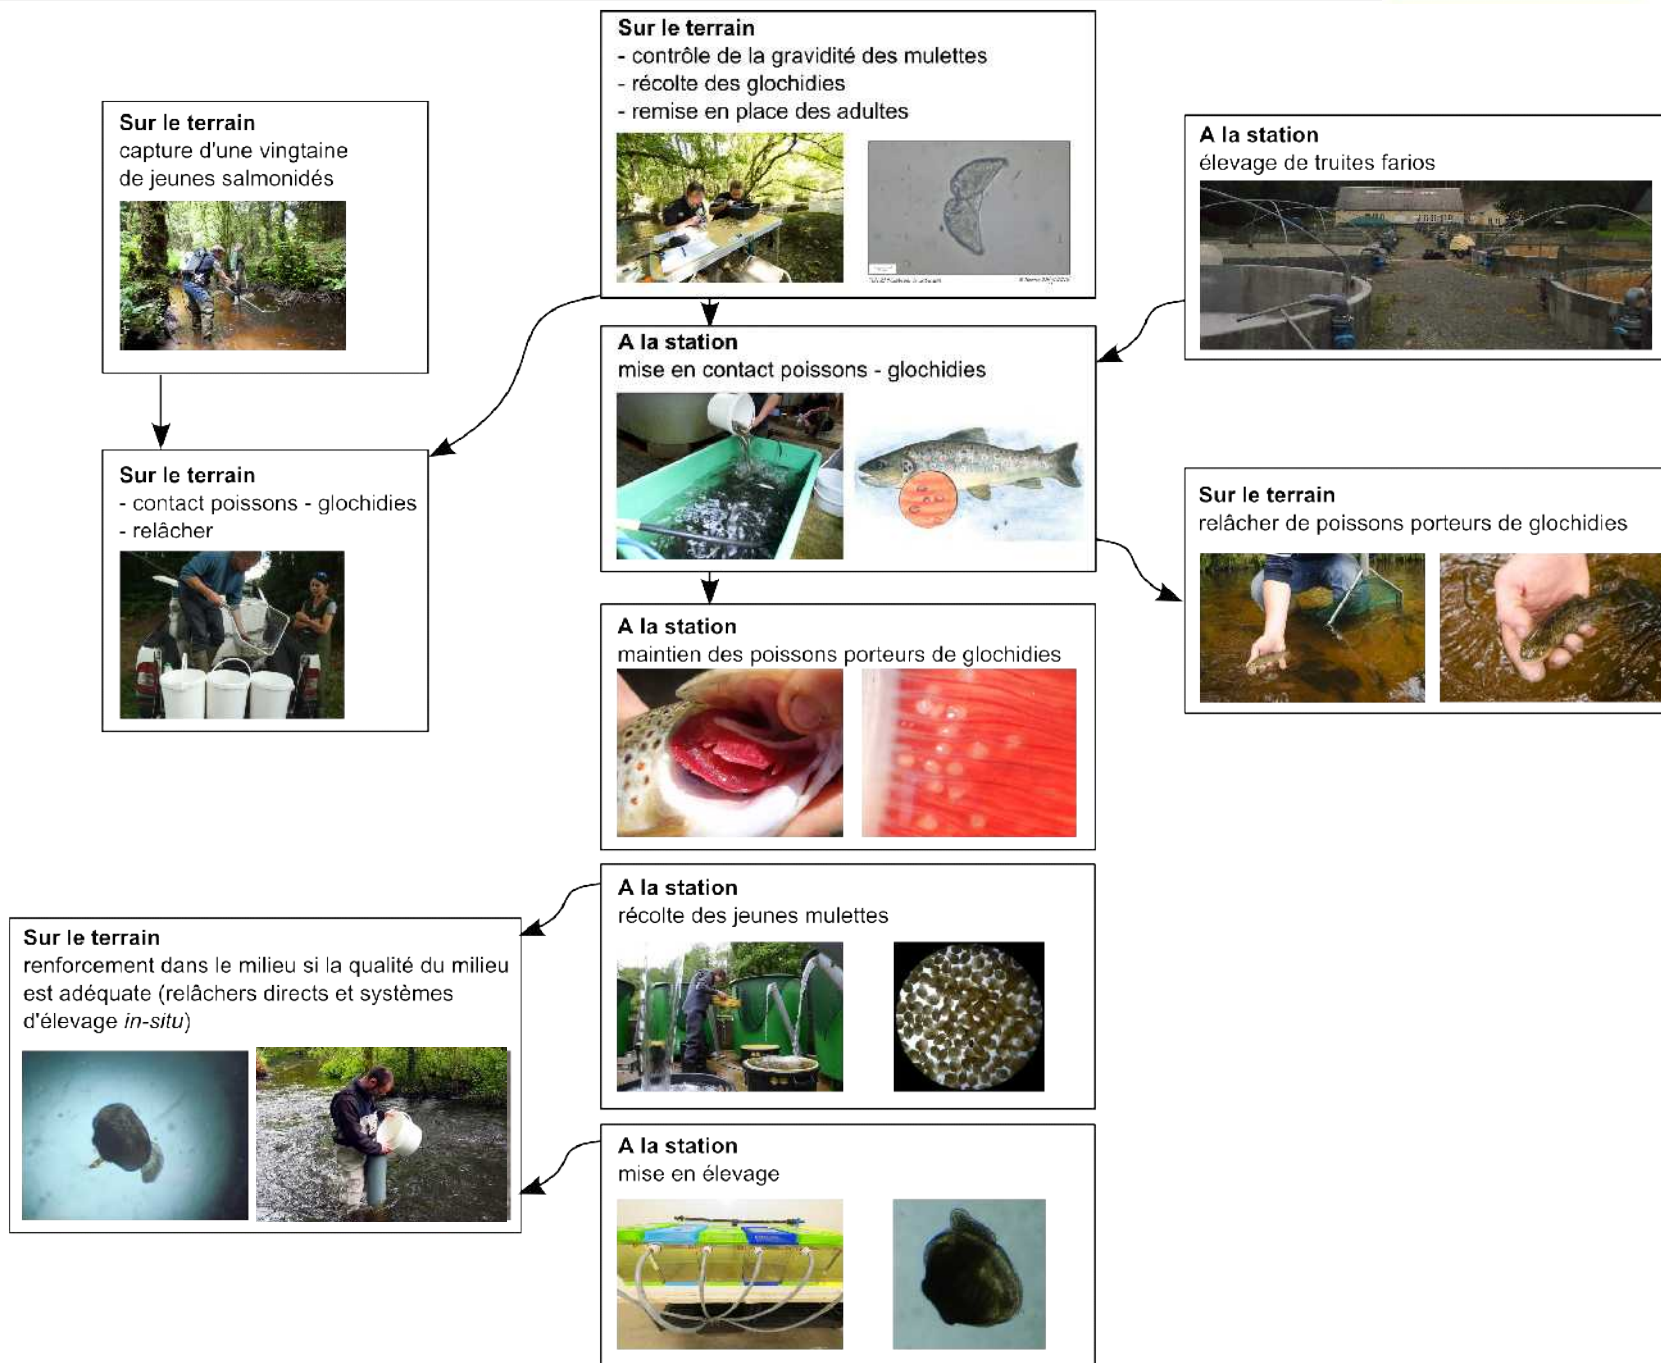 Sur le terrain
- contrôle de la gravidité des mulettes
- récolte des glochidies
- remise en place des adultes
Sur le terrain
capture d'une vingtaine
de jeunes salmonidés
A la station
élevage de truites farios
A la station
mise en contact poissons - glochidies
Sur le terrain
- contact poissons - glochidies
- relâcher
Sur le terrain
relâcher de poissons porteurs de glochidies
A la station
maintien des poissons porteurs de glochidies
A la station
récolte des jeunes mulettes
Sur le terrain
renforcement dans le milieu si la qualité du milieu
est adéquate (relâchers directs et systèmes
d'élevage in-situ)
A la station
mise en élevage